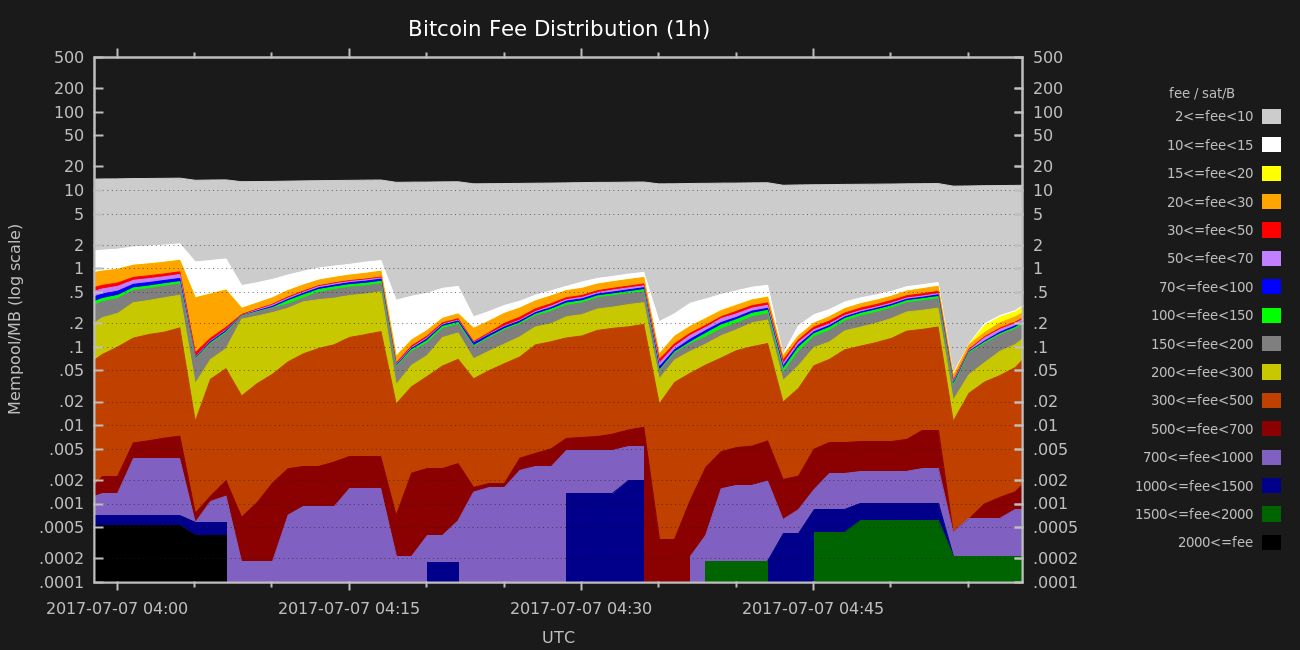 Bitcoin Fee Distribution (1h)
500
200
100
50
20
10
5
2
1
.5
.2
.1
.05
.02
.01
.005
.002
.001
.0005
.0002
.0001
Mempool/MB (log scale)
500
200
100
50
20
10
5
2
1
.5
.2
.1
.05
.02
.01
.005
.002
.001
.0005
.0002
.0001
2017-07-07 04:00 2017-07-07 04:15 2017-07-07 04:30 2017-07-07 04:45
UTC
fee / sat/B
2<=fee<10
10<=fee<15
15<=fee<20
20<=fee<30
30<=fee<50
50<=fee<70
70<=fee<100
100<=fee<150
150<=fee<200
200<=fee<300
300<=fee<500
500<=fee<700
700<=fee<1000
1000<=fee<1500
1500<=fee<2000
2000<=fee